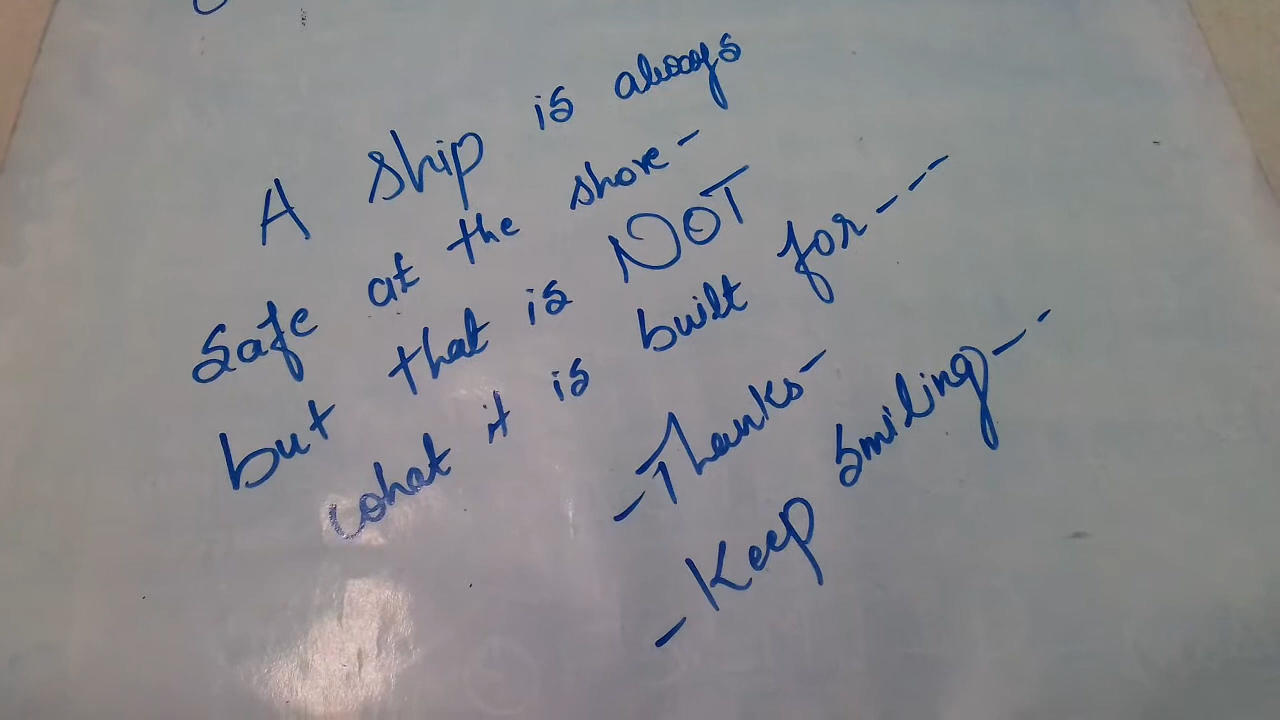 A ship is always
safe at the shore -
but that is NOT
what it is built for - - -
- Thanks -
- Keep smiling - -